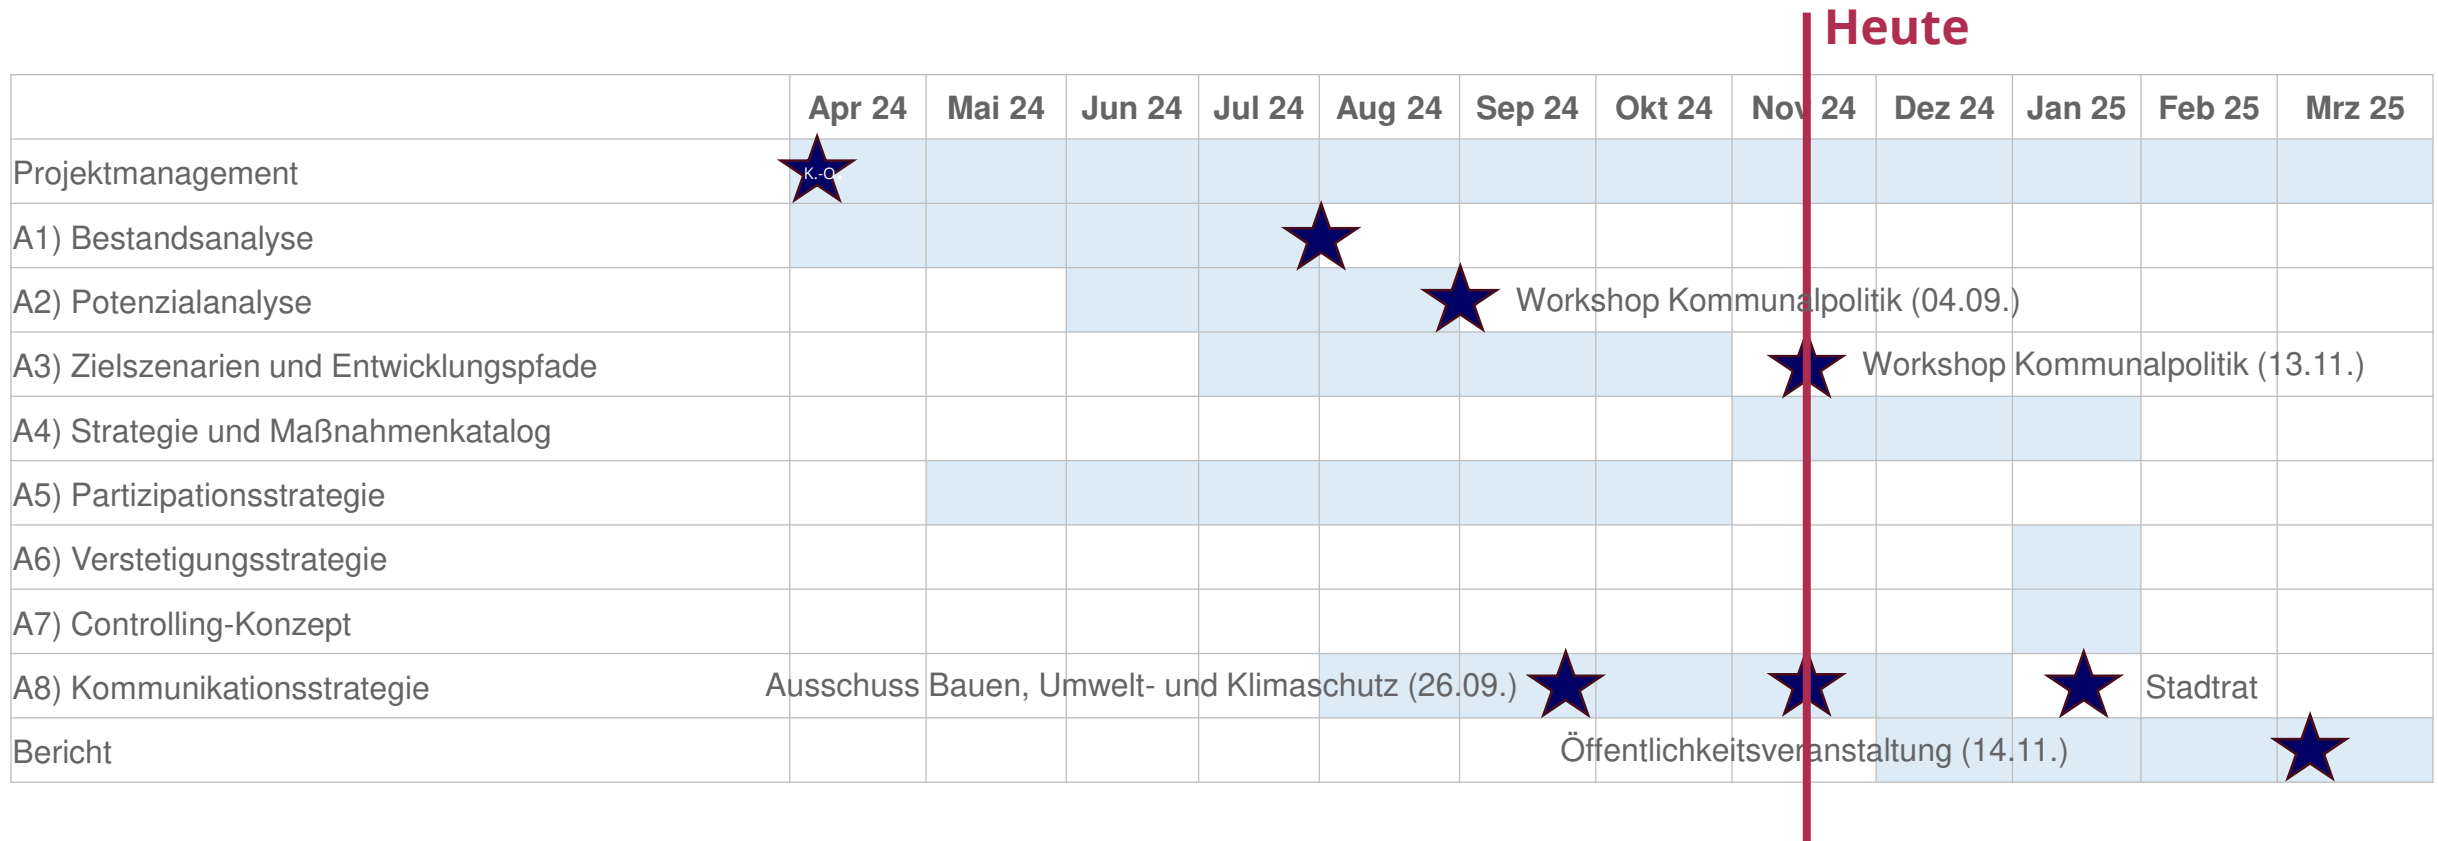 Heute
Apr 24 Mai 24 Jun 24 Jul 24 Aug 24 Sep 24 Okt 24 Nov 24 Dez 24 Jan 25 Feb 25 Mrz 25
Projektmanagement K.-O.
A1) Bestandsanalyse
A2) Potenzialanalyse Workshop Kommunalpolitik (04.09.)
A3) Zielszenarien und Entwicklungspfade Workshop Kommunalpolitik (13.11.)
A4) Strategie und Maßnahmenkatalog
A5) Partizipationsstrategie
A6) Verstetigungsstrategie
A7) Controlling-Konzept
A8) Kommunikationsstrategie Ausschuss Bauen, Umwelt- und Klimaschutz (26.09.) Stadtrat
Bericht Öffentlichkeitsveranstaltung (14.11.)